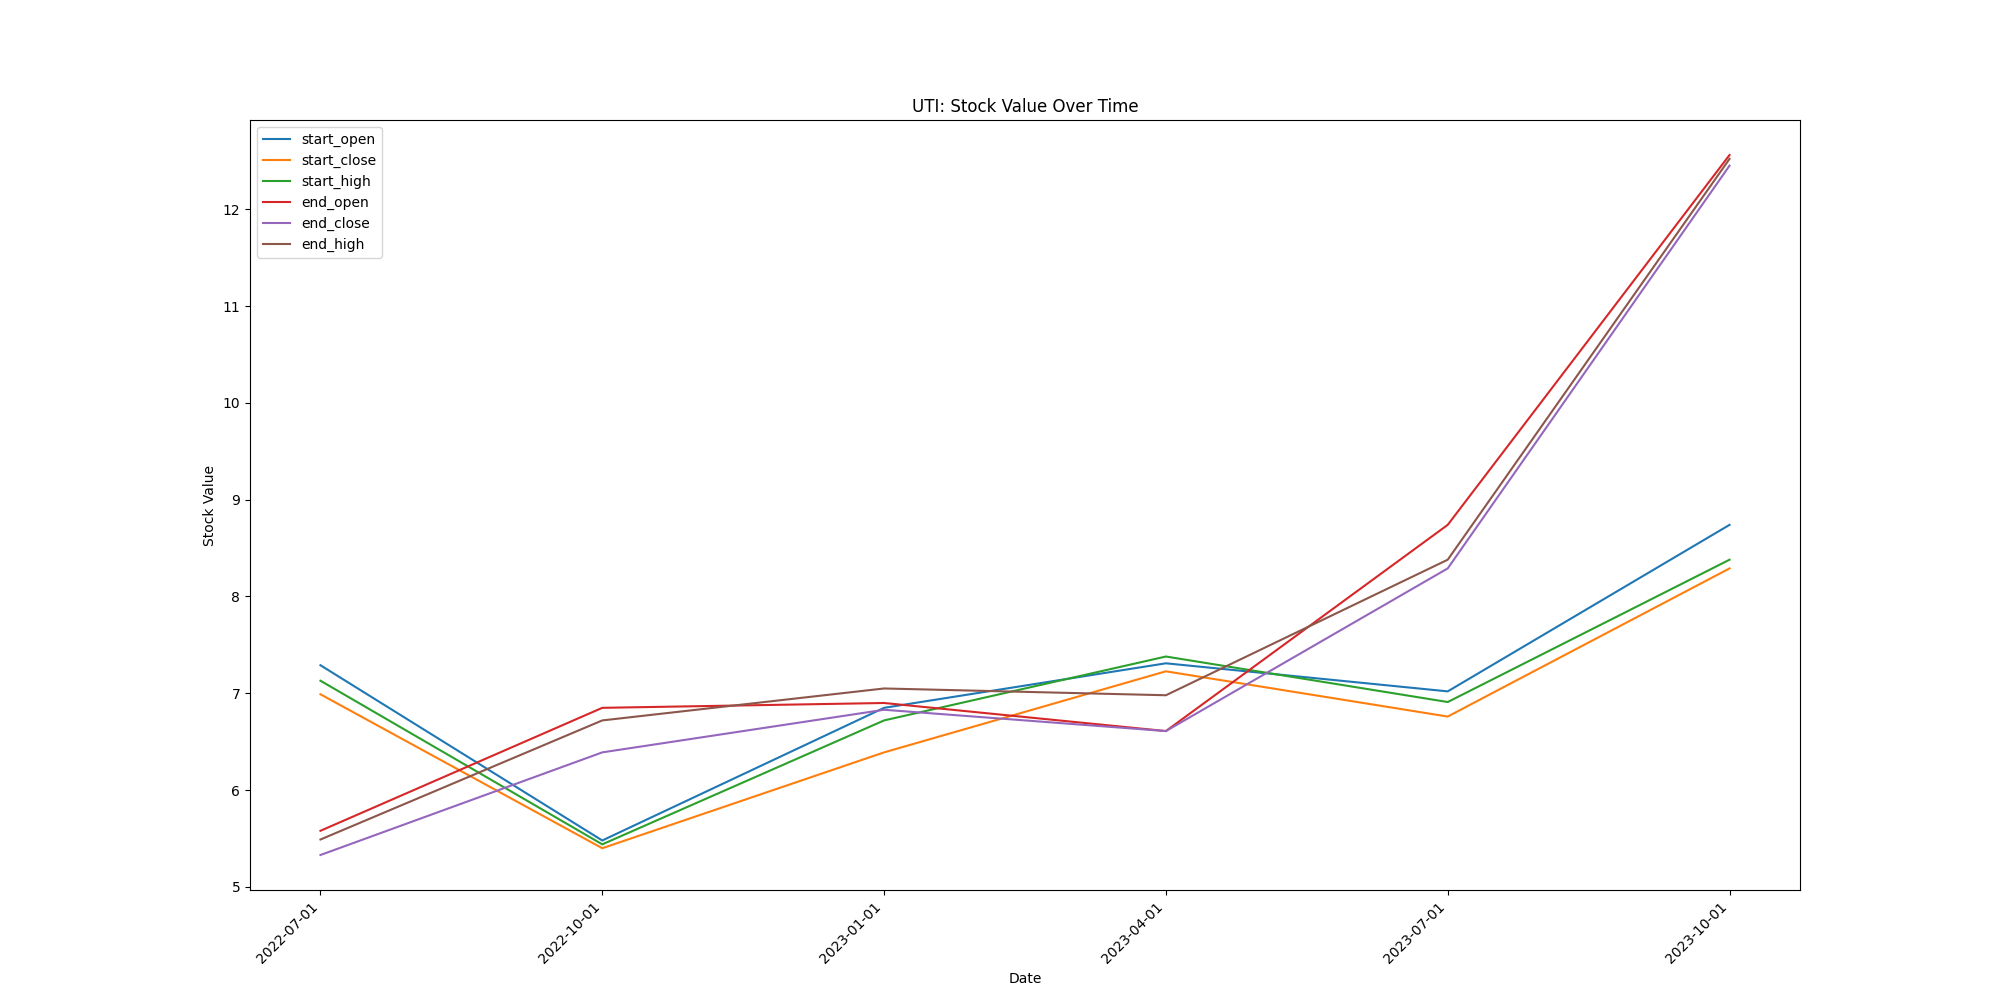 UTI: Stock Value Over Time
start_open
start_close
start_high
end_open
end_close
end_high
12
11
10
9
8
7
6
5
Stock Value
2022-07-01
2022-10-01
2023-01-01
2023-04-01
2023-07-01
2023-10-01
Date